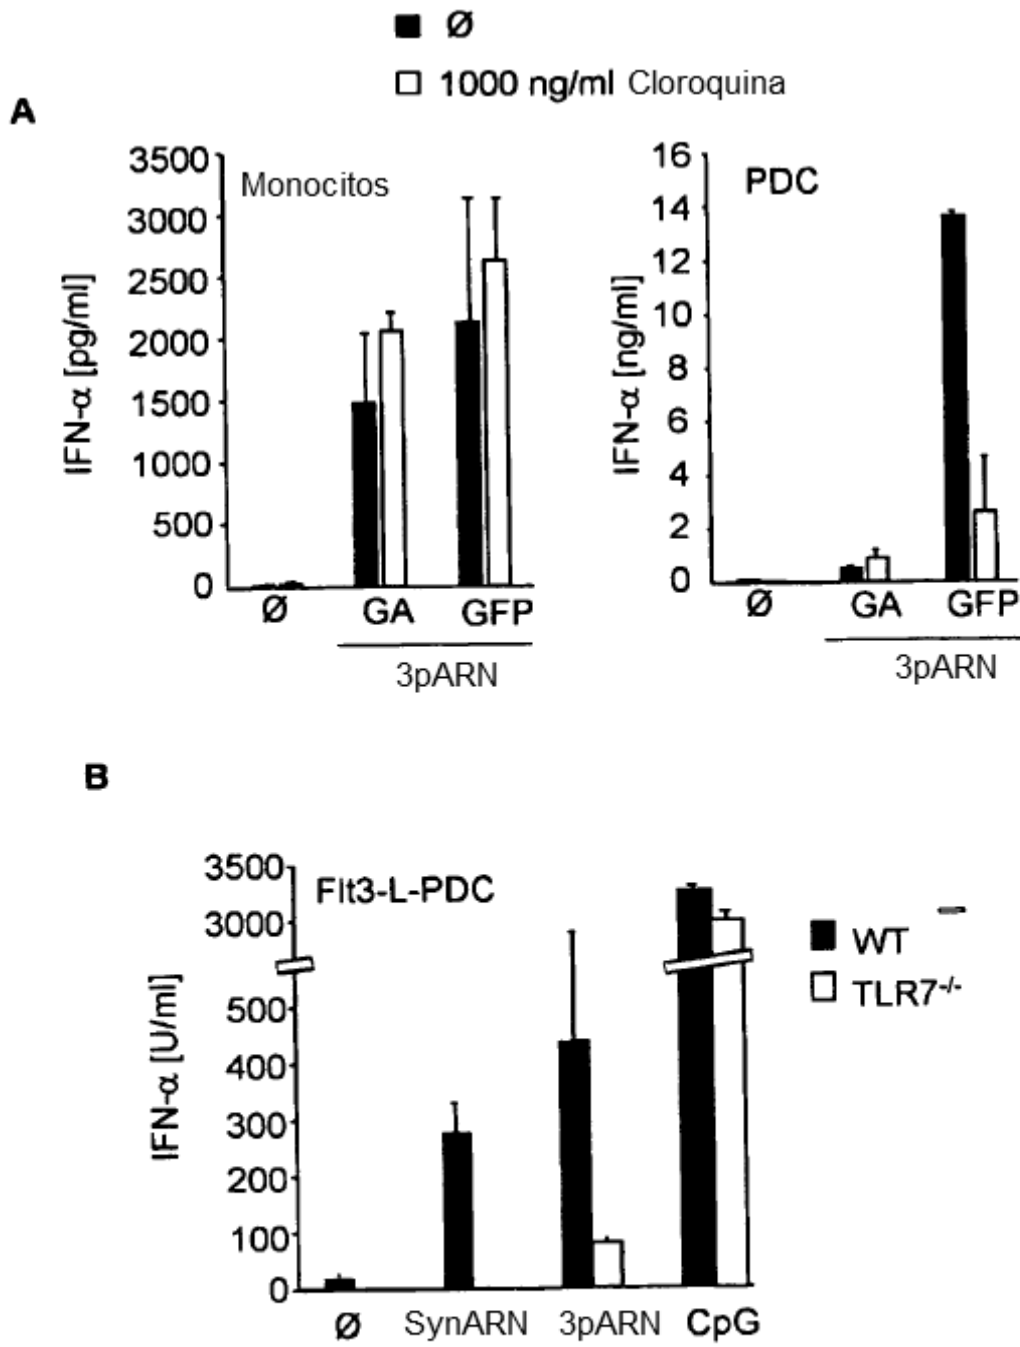 Ø
1000 ng/ml Cloroquina
A
Monocitos
IFN-α [pg/ml]
3500
3000
2500
2000
1500
1000
500
0
Ø GA GFP
3pARN
PDC
IFN-α [ng/ml]
16
14
12
10
8
6
4
2
0
Ø GA GFP
3pARN
B
Flt3-L-PDC
IFN-α [U/ml]
3500
3000
500
400
300
200
100
0
Ø SynARN 3pARN CpG
WT
TLR7-/-